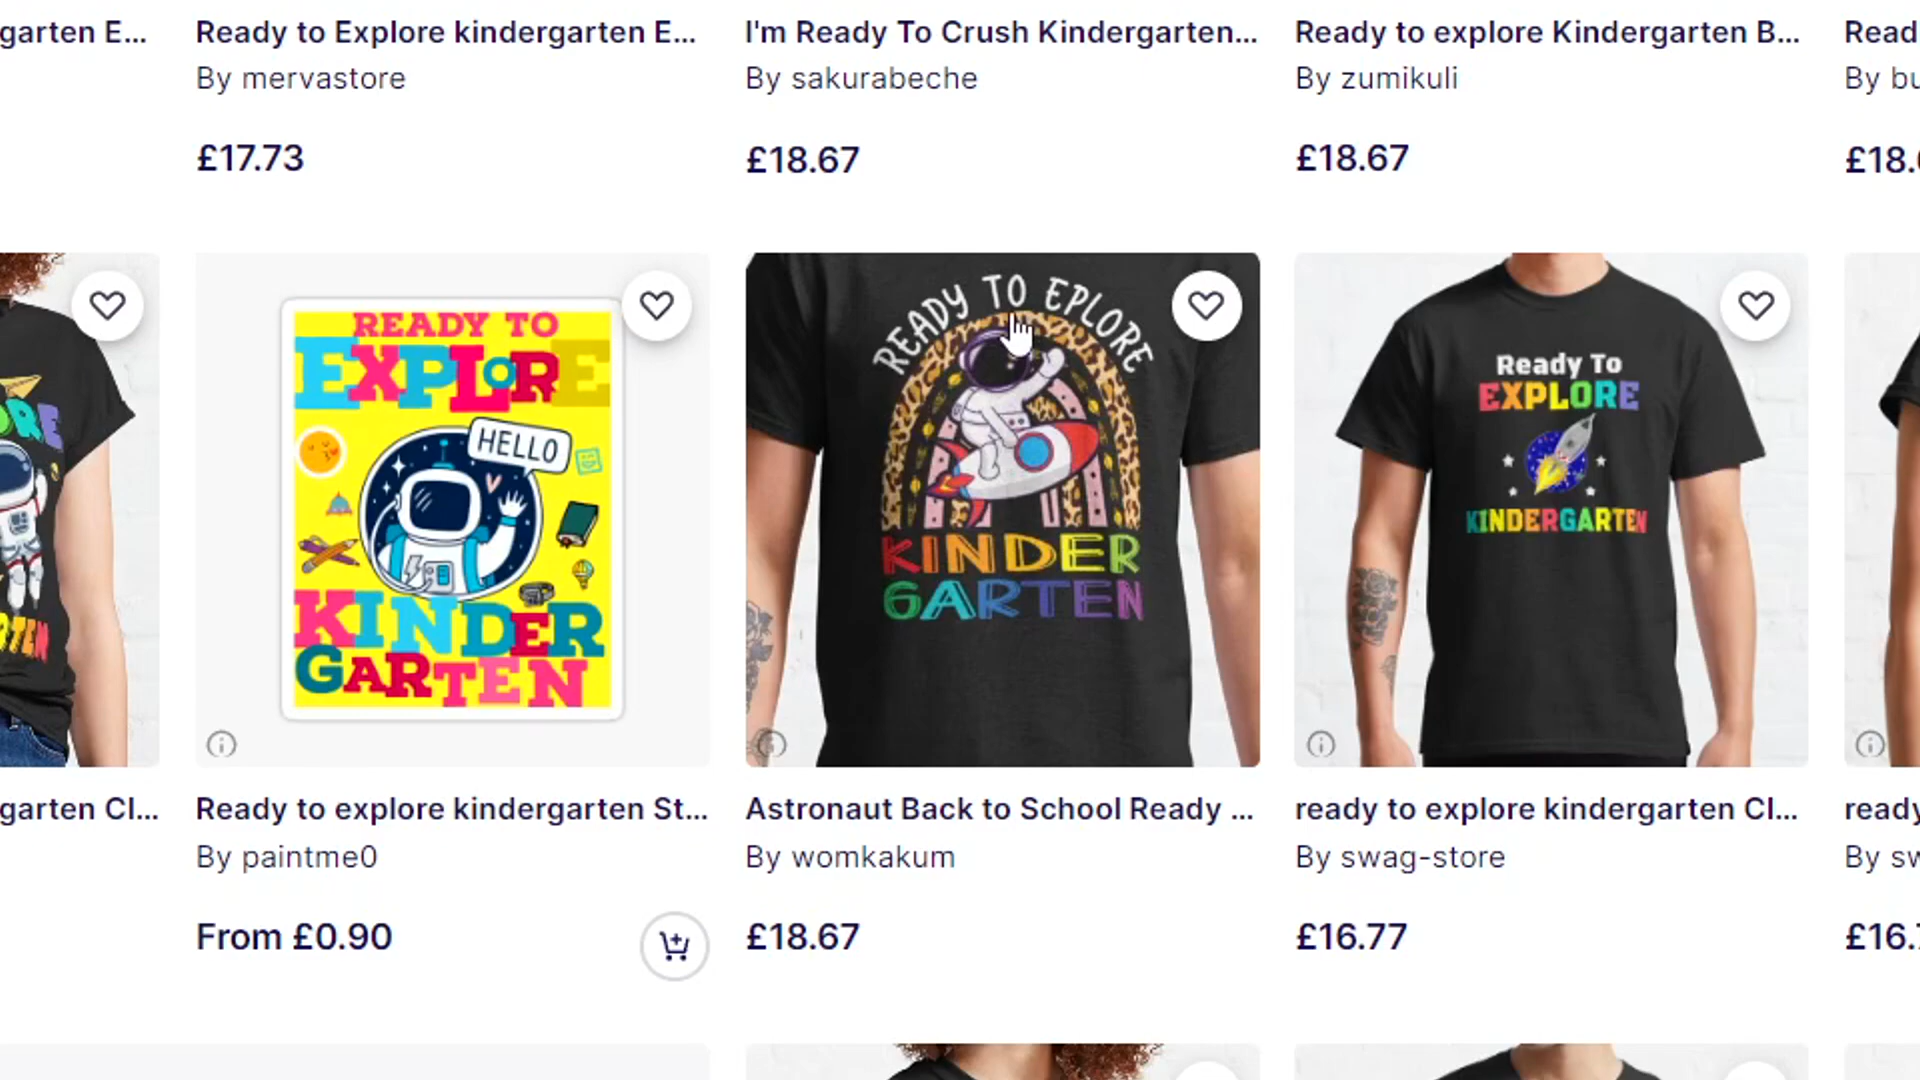 garten E...
Ready to Explore kindergarten E...
I'm Ready To Crush Kindergarten...
Ready to explore Kindergarten B...
Read
By mervastore
By sakurabeche
By zumikuli
By bu
£17.73
£18.67
£18.67
£18.
ORE
TEN
READY TO
EXPLORE
HELLO
KINDER
GARTEN
READY TO EPLORE
KINDER
GARTEN
Ready To
EXPLORE
KINDERGARTEN
garten Cl...
Ready to explore kindergarten St...
Astronaut Back to School Ready ...
ready to explore kindergarten Cl...
ready
By paintme0
By womkakum
By swag-store
By sw
From £0.90
£18.67
£16.77
£16.